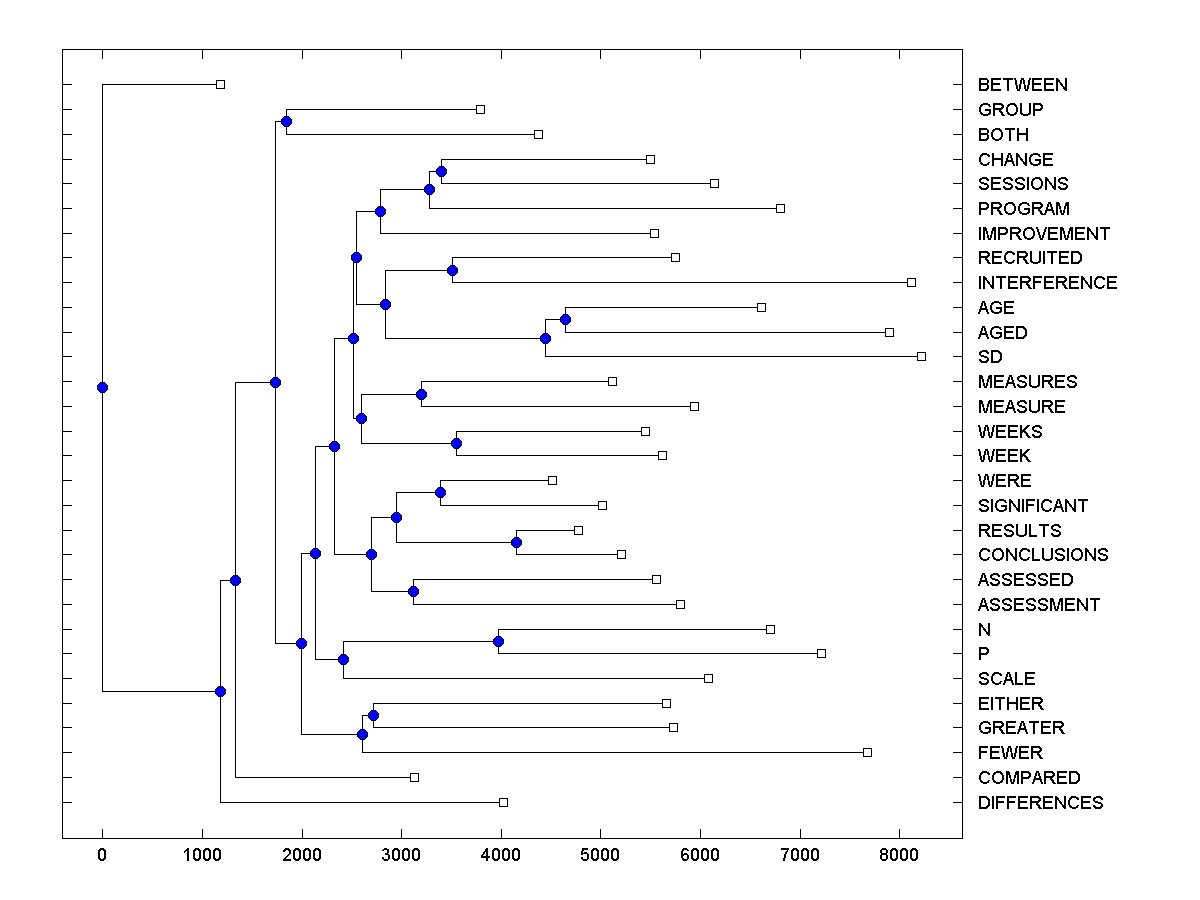 BETWEEN
GROUP
BOTH
CHANGE
SESSIONS
PROGRAM
IMPROVEMENT
RECRUITED
INTERFERENCE
AGE
AGED
SD
MEASURES
MEASURE
WEEKS
WEEK
WERE
SIGNIFICANT
RESULTS
CONCLUSIONS
ASSESSED
ASSESSMENT
N
P
SCALE
EITHER
GREATER
FEWER
COMPARED
DIFFERENCES
0 1000 2000 3000 4000 5000 6000 7000 8000